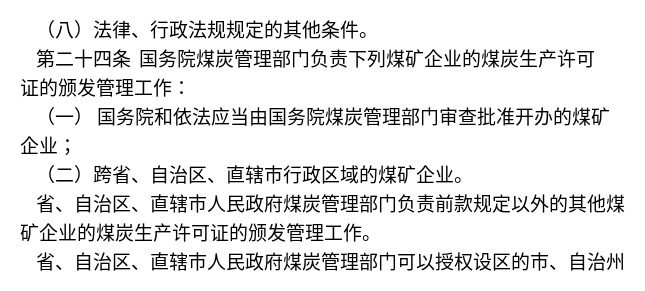 （八）法律、行政法规规定的其他条件。
第二十四条 国务院煤炭管理部门负责下列煤矿企业的煤炭生产许可
证的颁发管理工作：
（一） 国务院和依法应当由国务院煤炭管理部门审查批准开办的煤矿
企业；
（二）跨省、自治区、直辖市行政区域的煤矿企业。
省、自治区、直辖市人民政府煤炭管理部门负责前款规定以外的其他煤
矿企业的煤炭生产许可证的颁发管理工作。
省、自治区、直辖市人民政府煤炭管理部门可以授权设区的市、自治州